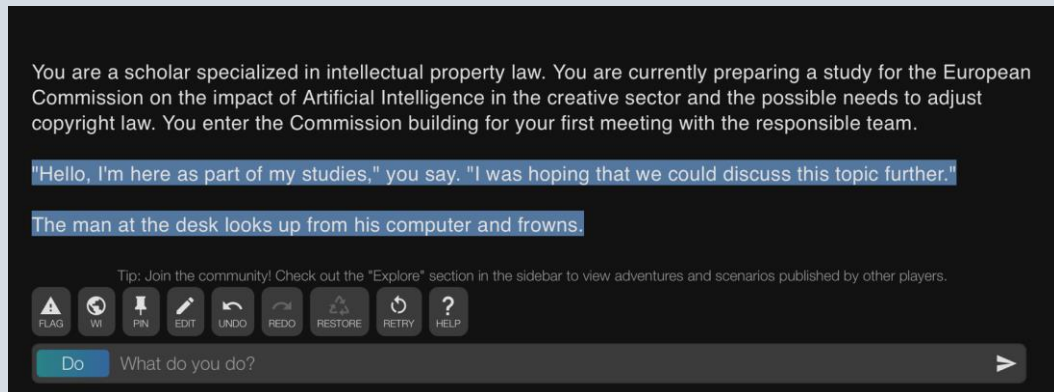 You are a scholar specialized in intellectual property law. You are currently preparing a study for the European
Commission on the impact of Artificial Intelligence in the creative sector and the possible needs to adjust
copyright law. You enter the Commission building for your first meeting with the responsible team.
"Hello, I'm here as part of my studies," you say. "I was hoping that we could discuss this topic further."
The man at the desk looks up from his computer and frowns.
Tip: Join the community! Check out the "Explore" section in the sidebar to view adventures and scenarios published by other players.
FLAG WI PIN EDIT UNDO REDO RESTORE RETRY HELP
Do What do you do?